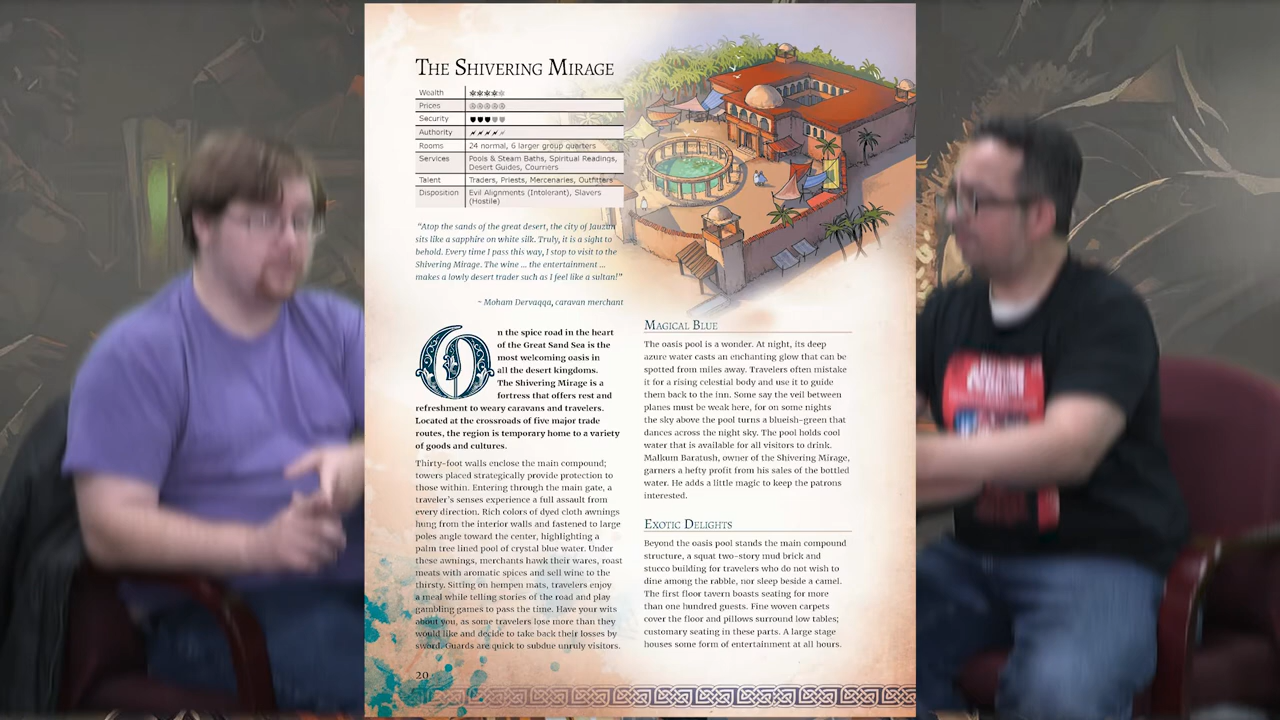 THE SHIVERING MIRAGE
Wealth
Prices
Security
Authority
Rooms 24 normal, 6 larger group quarters
Services Pools & Steam Baths, Spiritual Readings,
Desert Guides, Courriers
Talent Traders, Priests, Mercenaries, Outfitters
Disposition Evil Alignments (Intolerant), Slavers
(Hostile)
"Atop the sands of the great desert, the city of Jauzan
sits like a sapphire on white silk. Truly, it is a sight to
behold. Every time I pass this way, I stop to visit to the
Shivering Mirage. The wine ... the entertainment ...
makes a lowly desert trader such as I feel like a sultan!"
~ Moham Dervaqqa, caravan merchant
On the spice road in the heart
of the Great Sand Sea is the
most welcoming oasis in
all the desert kingdoms.
The Shivering Mirage is a
fortress that offers rest and
refreshment to weary caravans and travelers.
Located at the crossroads of five major trade
routes, the region is temporary home to a variety
of goods and cultures.
Thirty-foot walls enclose the main compound;
towers placed strategically provide protection to
those within. Entering through the main gate, a
traveler's senses experience a full assault from
every direction. Rich colors of dyed cloth awnings
hung from the interior walls and fastened to large
poles angle toward the center, highlighting a
palm tree lined pool of crystal blue water. Under
these awnings, merchants hawk their wares, roast
meats with aromatic spices and sell wine to the
thirsty. Sitting on hempen mats, travelers enjoy
a meal while telling stories of the road and play
gambling games to pass the time. Have your wits
about you, as some travelers lose more than they
would like and decide to take back their losses by
sword. Guards are quick to subdue unruly visitors.
20
MAGICAL BLUE
The oasis pool is a wonder. At night, its deep
azure water casts an enchanting glow that can be
spotted from miles away. Travelers often mistake
it for a rising celestial body and use it to guide
them back to the inn. Some say the veil between
planes must be weak here, for on some nights
the sky above the pool turns a blueish-green that
dances across the night sky. The pool holds cool
water that is available for all visitors to drink.
Malkum Baratush, owner of the Shivering Mirage,
garners a hefty profit from his sales of the bottled
water. He adds a little magic to keep the patrons
interested.
EXOTIC DELIGHTS
Beyond the oasis pool stands the main compound
structure, a squat two-story mud brick and
stucco building for travelers who do not wish to
dine among the rabble, nor sleep beside a camel.
The first floor tavern boasts seating for more
than one hundred guests. Fine woven carpets
cover the floor and pillows surround low tables;
customary seating in these parts. A large stage
houses some form of entertainment at all hours.